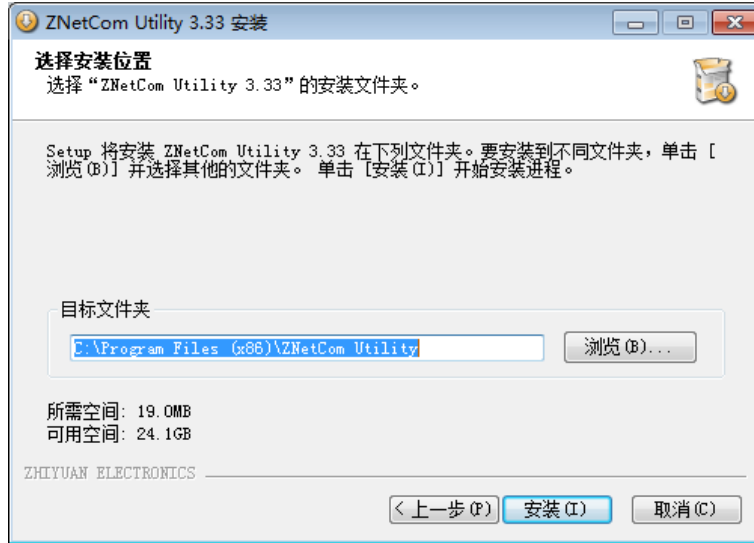 ZNetCom Utility 3.33 安装
选择安装位置
选择“ZNetCom Utility 3.33”的安装文件夹。
Setup 将安装 ZNetCom Utility 3.33 在下列文件夹。要安装到不同文件夹，单击 [
浏览(B)] 并选择其他的文件夹。 单击 [安装(I)] 开始安装进程。
目标文件夹
C:\Program Files (x86)\ZNetCom Utility
浏览(B)...
所需空间: 19.0MB
可用空间: 24.1GB
ZHIYUAN ELECTRONICS
< 上一步(P) 安装(I) 取消(C)